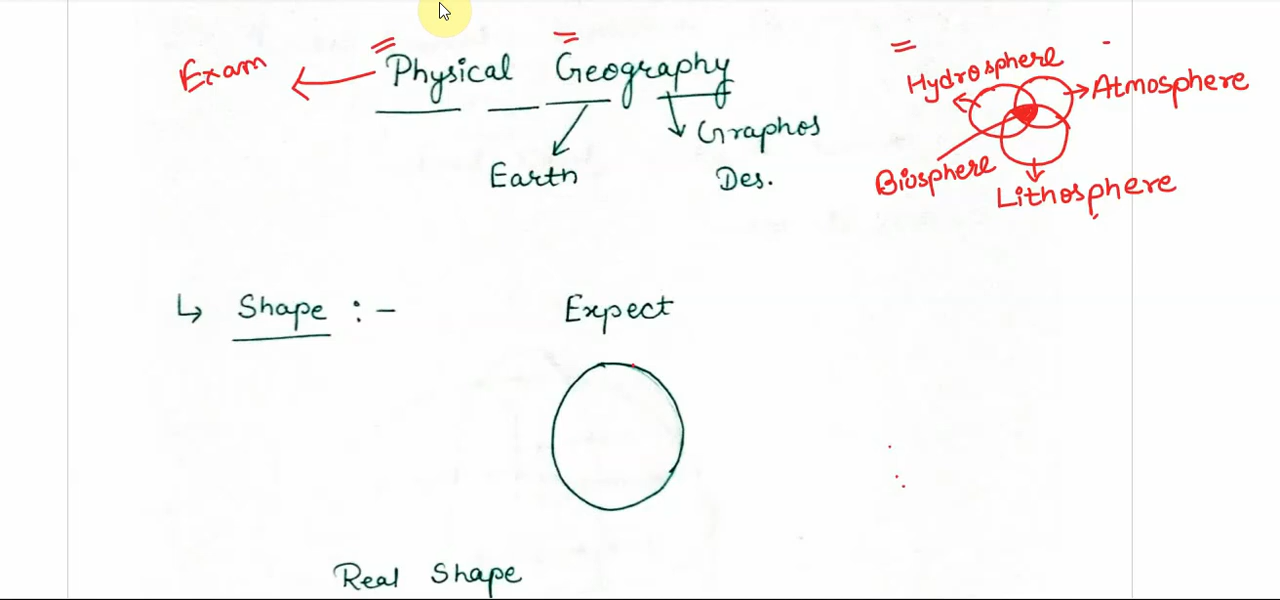 Exam
Physical Geography
Earth
Graphos
Des.
Hydrosphere
Atmosphere
Biosphere
Lithosphere
↳ Shape : -
Expect
Real Shape